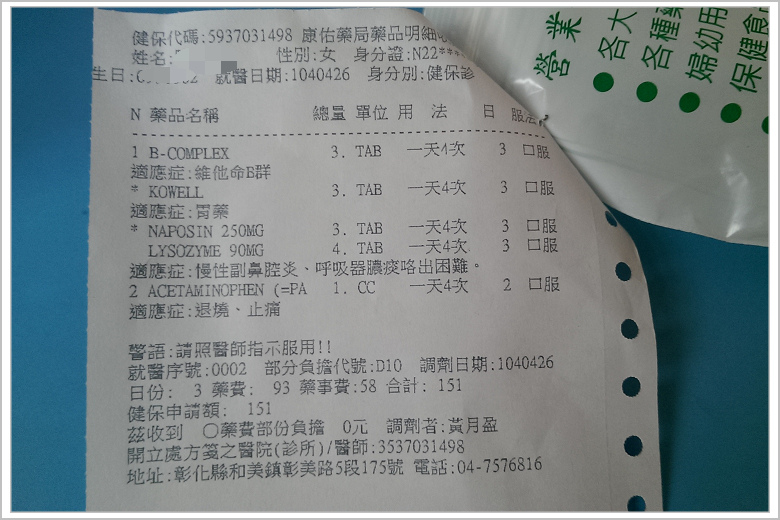 健保代碼:5937031498 康佑藥局藥品明細收
姓名: 性別:女 身分證:N22***
生日: 就醫日期:1040426 身分別:健保診
N 藥品名稱 總量 單位 用 法 日 服法
1 B-COMPLEX 3. TAB 一天4次 3 口服
適應症:維他命B群
* KOWELL 3. TAB 一天4次 3 口服
適應症:胃藥
* NAPOSIN 250MG 3. TAB 一天4次 3 口服
LYSOZYME 90MG 4. TAB 一天4次 3 口服
適應症:慢性副鼻腔炎、呼吸器膿痰咯出困難。
2 ACETAMINOPHEN (=PA 1. CC 一天4次 2 口服
適應症:退燒、止痛
警語:請照醫師指示服用!!
就醫序號:0002 部分負擔代號:D10 調劑日期:1040426
日份: 3 藥費: 93 藥事費:58 合計: 151
健保申請額: 151
茲收到 ○藥費部份負擔 0元 調劑者:黃月盈
開立處方箋之醫院(診所)/醫師:3537031498
地址:彰化縣和美鎮彰美路5段175號 電話:04-7576816
營業
●各大
●各種藥
●婦幼用
●保健食